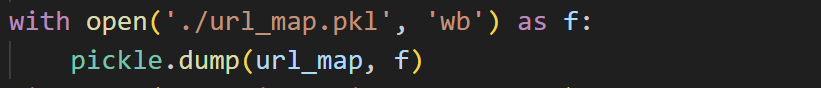 with open('./url_map.pkl', 'wb') as f:
    pickle.dump(url_map, f)